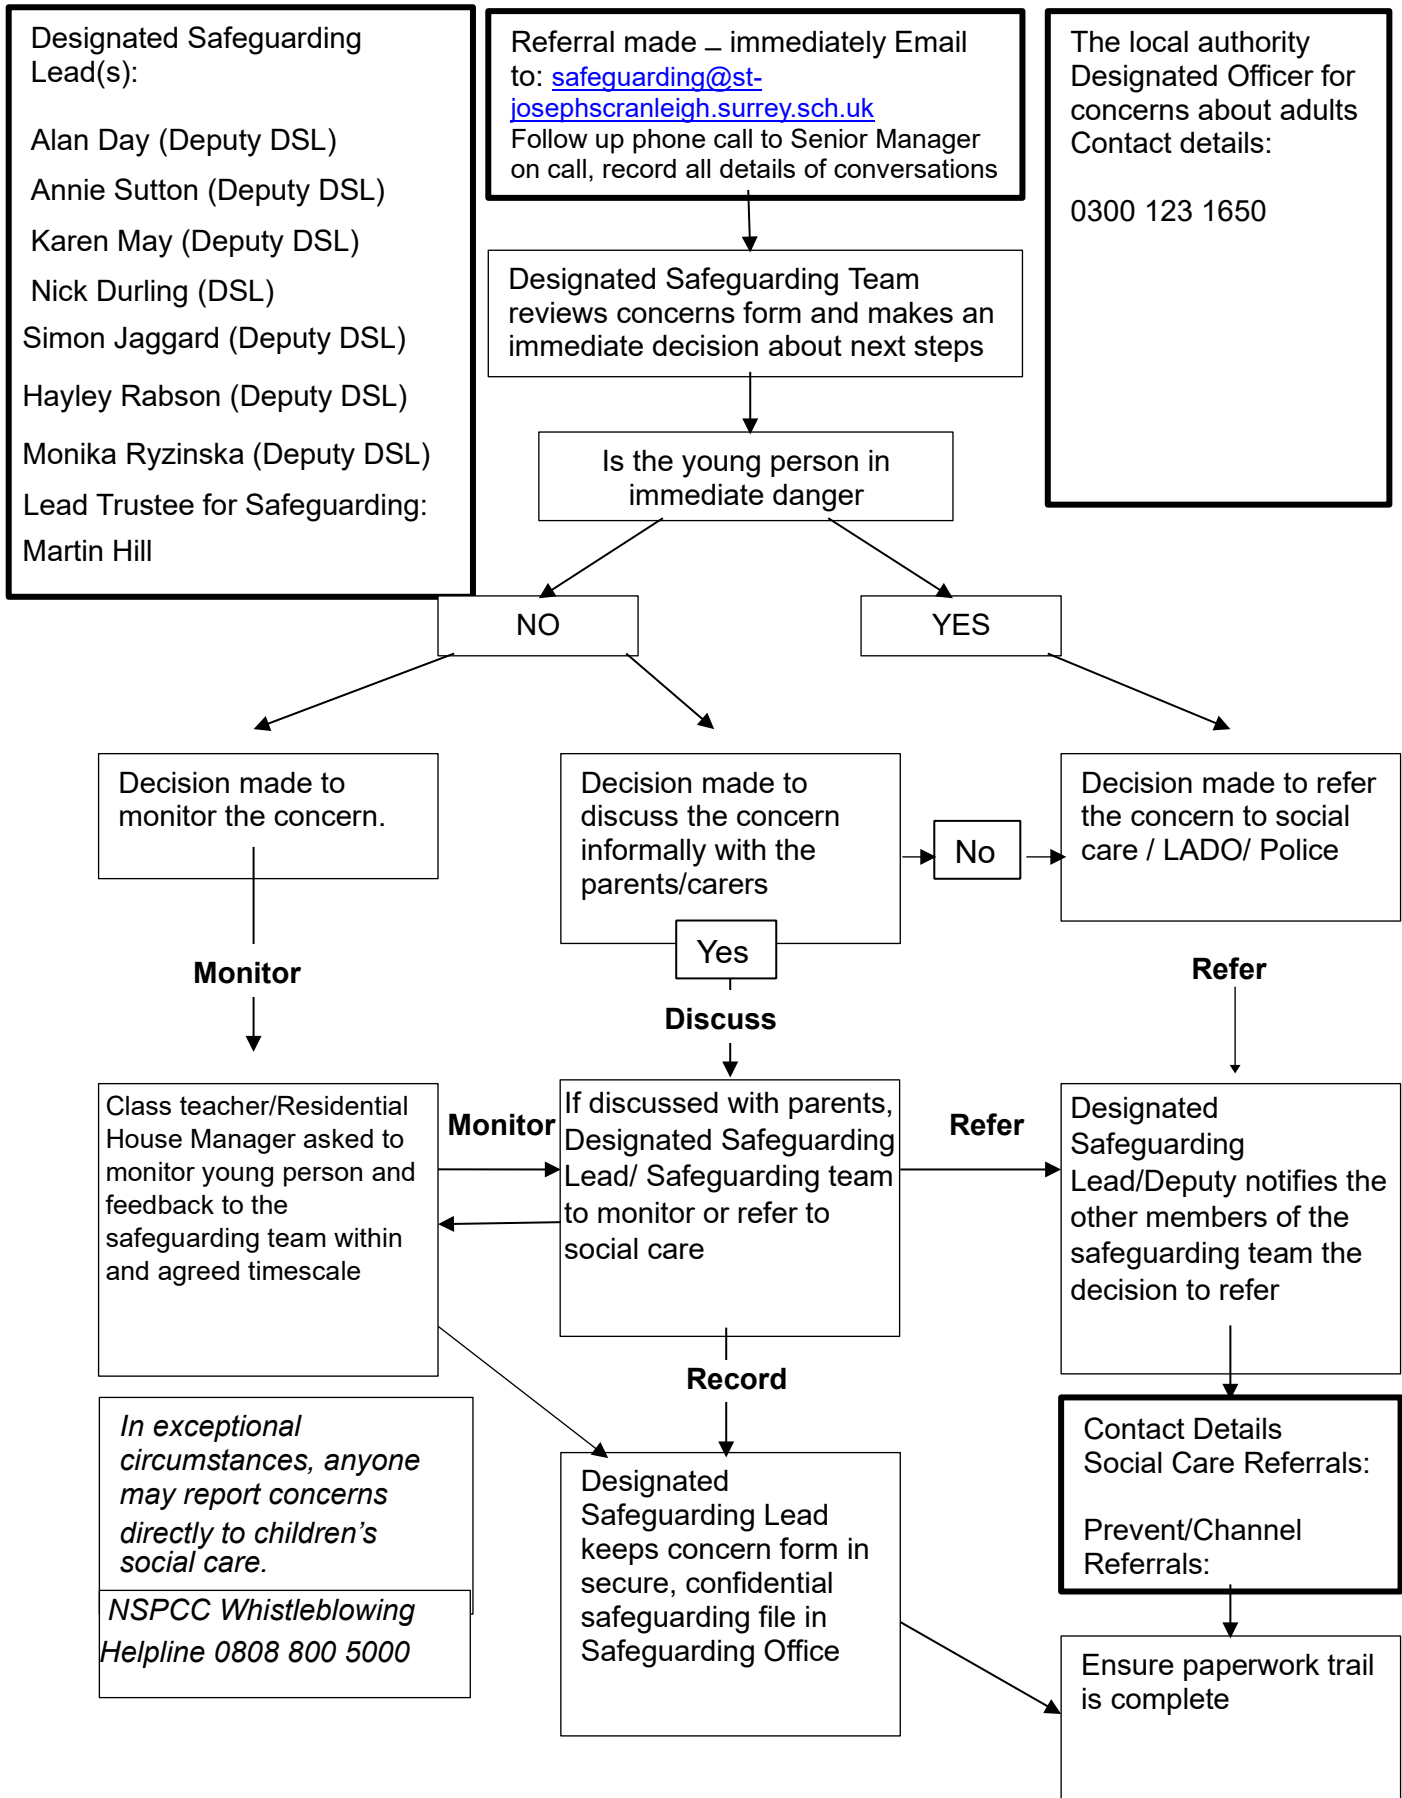 Designated Safeguarding
Lead(s):
Alan Day (Deputy DSL)
Annie Sutton (Deputy DSL)
Karen May (Deputy DSL)
Nick Durling (DSL)
Simon Jaggard (Deputy DSL)
Hayley Rabson (Deputy DSL)
Monika Ryzinska (Deputy DSL)
Lead Trustee for Safeguarding:
Martin Hill
Referral made – immediately Email
to: safeguarding@st-
josephscranleigh.surrey.sch.uk
Follow up phone call to Senior Manager
on call, record all details of conversations
The local authority
Designated Officer for
concerns about adults
Contact details:
0300 123 1650
Designated Safeguarding Team
reviews concerns form and makes an
immediate decision about next steps
Is the young person in
immediate danger
NO
YES
Decision made to
monitor the concern.
Decision made to
discuss the concern
informally with the
parents/carers
No
Decision made to refer
the concern to social
care / LADO/ Police
Yes
Monitor
Discuss
Refer
Class teacher/Residential
House Manager asked to
monitor young person and
feedback to the
safeguarding team within
and agreed timescale
Monitor
If discussed with parents,
Designated Safeguarding
Lead/ Safeguarding team
to monitor or refer to
social care
Refer
Designated
Safeguarding
Lead/Deputy notifies the
other members of the
safeguarding team the
decision to refer
Record
In exceptional
circumstances, anyone
may report concerns
directly to children’s
social care.
NSPCC Whistleblowing
Helpline 0808 800 5000
Designated
Safeguarding Lead
keeps concern form in
secure, confidential
safeguarding file in
Safeguarding Office
Contact Details
Social Care Referrals:
Prevent/Channel
Referrals:
Ensure paperwork trail
is complete